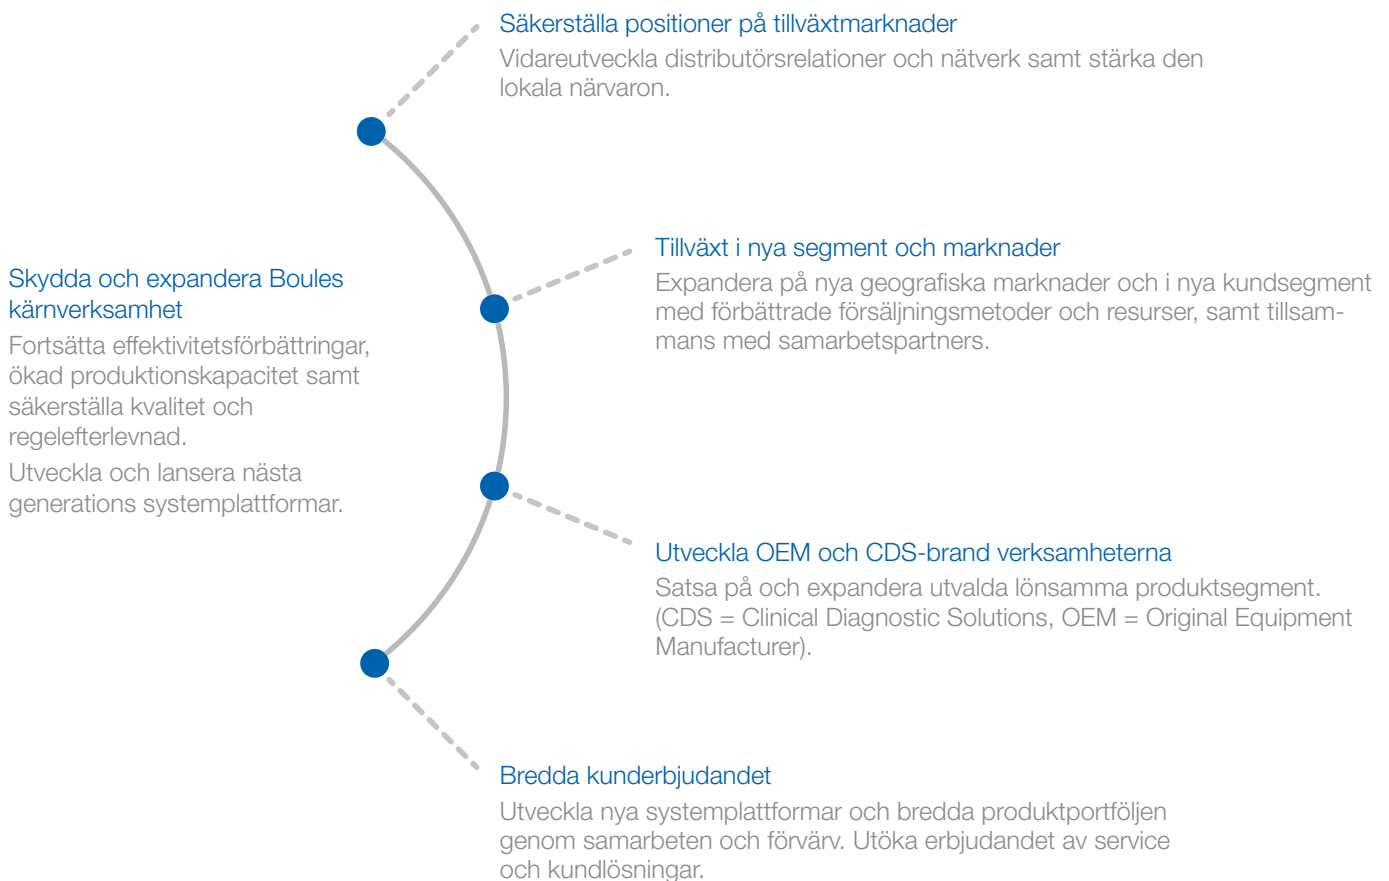 Säkerställa positioner på tillväxtmarknader
Vidareutveckla distributörsrelationer och nätverk samt stärka den
lokala närvaron.
Skydda och expandera Boules
kärnverksamhet
Fortsätta effektivitetsförbättringar,
ökad produktionskapacitet samt
säkerställa kvalitet och
regelefterlevnad.
Utveckla och lansera nästa
generations systemplattformar.
Tillväxt i nya segment och marknader
Expandera på nya geografiska marknader och i nya kundsegment
med förbättrade försäljningsmetoder och resurser, samt tillsam-
mans med samarbetspartners.
Utveckla OEM och CDS-brand verksamheterna
Satsa på och expandera utvalda lönsamma produktsegment.
(CDS = Clinical Diagnostic Solutions, OEM = Original Equipment
Manufacturer).
Bredda kunderbjudandet
Utveckla nya systemplattformar och bredda produktportföljen
genom samarbeten och förvärv. Utöka erbjudandet av service
och kundlösningar.